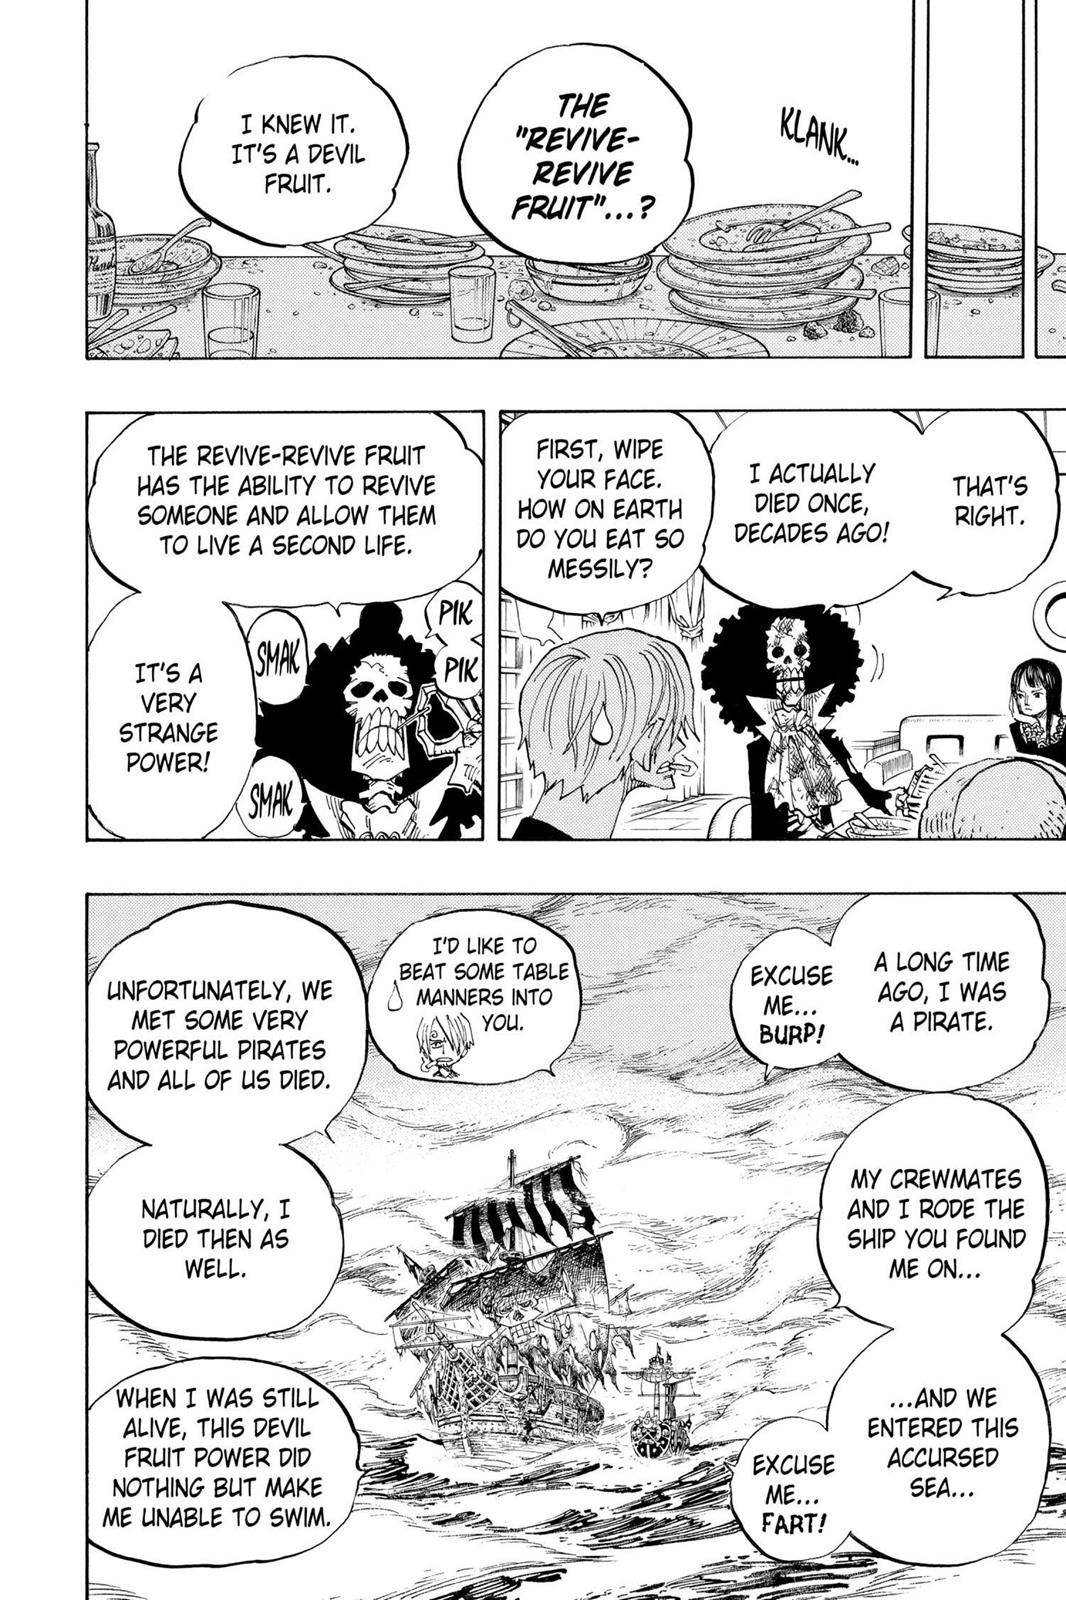 KLANK...
THE
"REVIVE-
REVIVE
FRUIT"...?
I KNEW IT.
IT'S A DEVIL
FRUIT.
THAT'S
RIGHT.
I ACTUALLY
DIED ONCE,
DECADES AGO!
FIRST, WIPE
YOUR FACE.
HOW ON EARTH
DO YOU EAT SO
MESSILY?
THE REVIVE-REVIVE FRUIT
HAS THE ABILITY TO REVIVE
SOMEONE AND ALLOW THEM
TO LIVE A SECOND LIFE.
PIK
PIK
SMAK
SMAK
IT'S A
VERY
STRANGE
POWER!
A LONG TIME
AGO, I WAS
A PIRATE.
EXCUSE
ME...
BURP!
MY CREWMATES
AND I RODE THE
SHIP YOU FOUND
ME ON...
...AND WE
ENTERED THIS
ACCURSED
SEA...
EXCUSE
ME...
FART!
I'D LIKE TO
BEAT SOME TABLE
MANNERS INTO
YOU.
UNFORTUNATELY, WE
MET SOME VERY
POWERFUL PIRATES
AND ALL OF US DIED.
NATURALLY, I
DIED THEN AS
WELL.
WHEN I WAS STILL
ALIVE, THIS DEVIL
FRUIT POWER DID
NOTHING BUT MAKE
ME UNABLE TO SWIM.